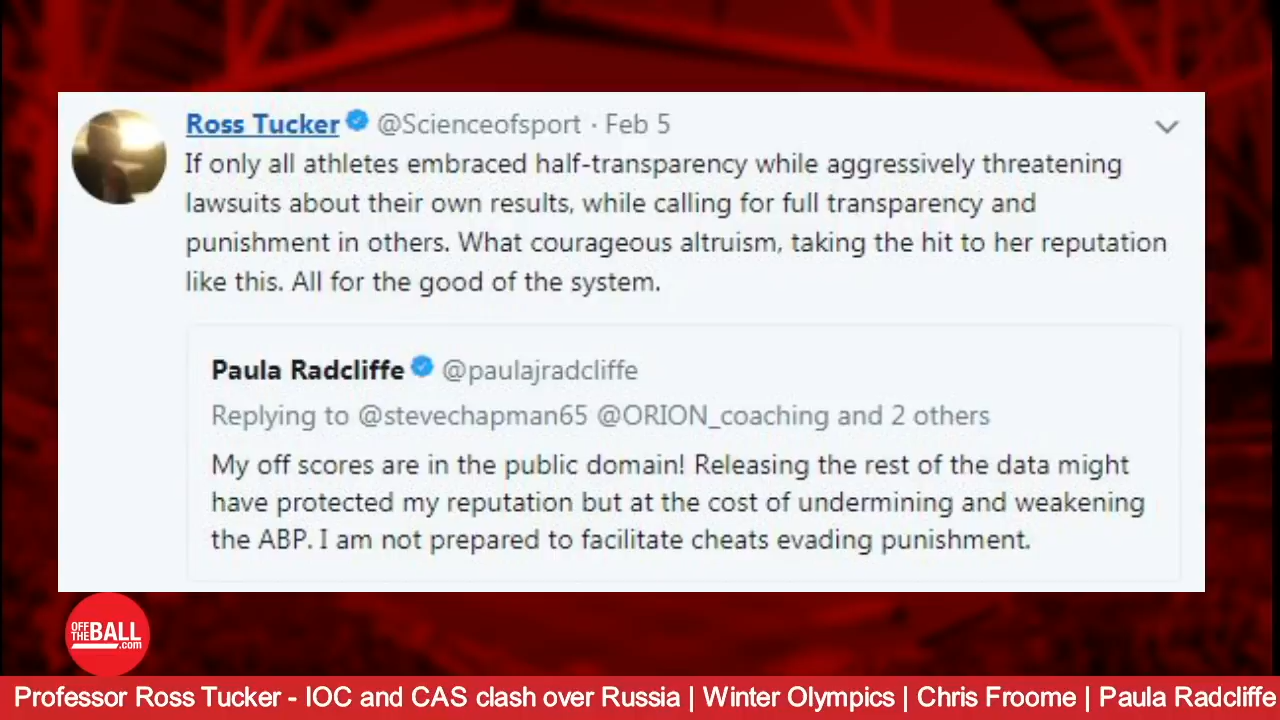 Ross Tucker @Scienceofsport · Feb 5
If only all athletes embraced half-transparency while aggressively threatening
lawsuits about their own results, while calling for full transparency and
punishment in others. What courageous altruism, taking the hit to her reputation
like this. All for the good of the system.
Paula Radcliffe @paulajradcliffe
Replying to @stevechapman65 @ORION_coaching and 2 others
My off scores are in the public domain! Releasing the rest of the data might
have protected my reputation but at the cost of undermining and weakening
the ABP. I am not prepared to facilitate cheats evading punishment.
OFF
THE
BALL
.com
Professor Ross Tucker - IOC and CAS clash over Russia | Winter Olympics | Chris Froome | Paula Radcliffe